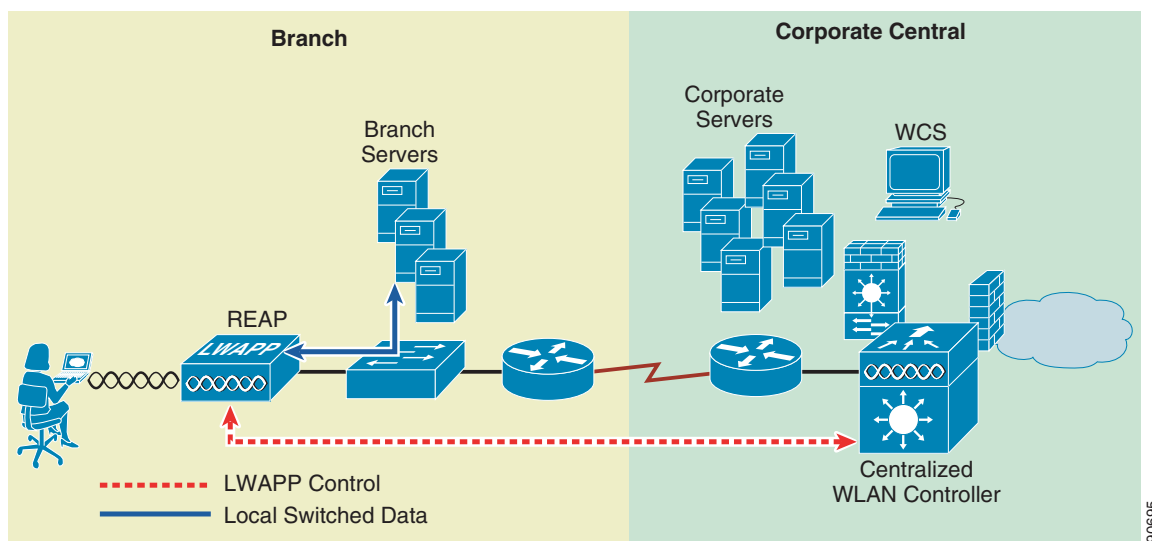 Branch
Corporate Central
Corporate
Servers
WCS
Branch
Servers
REAP
LWAPP
Centralized
WLAN Controller
LWAPP Control
Local Switched Data